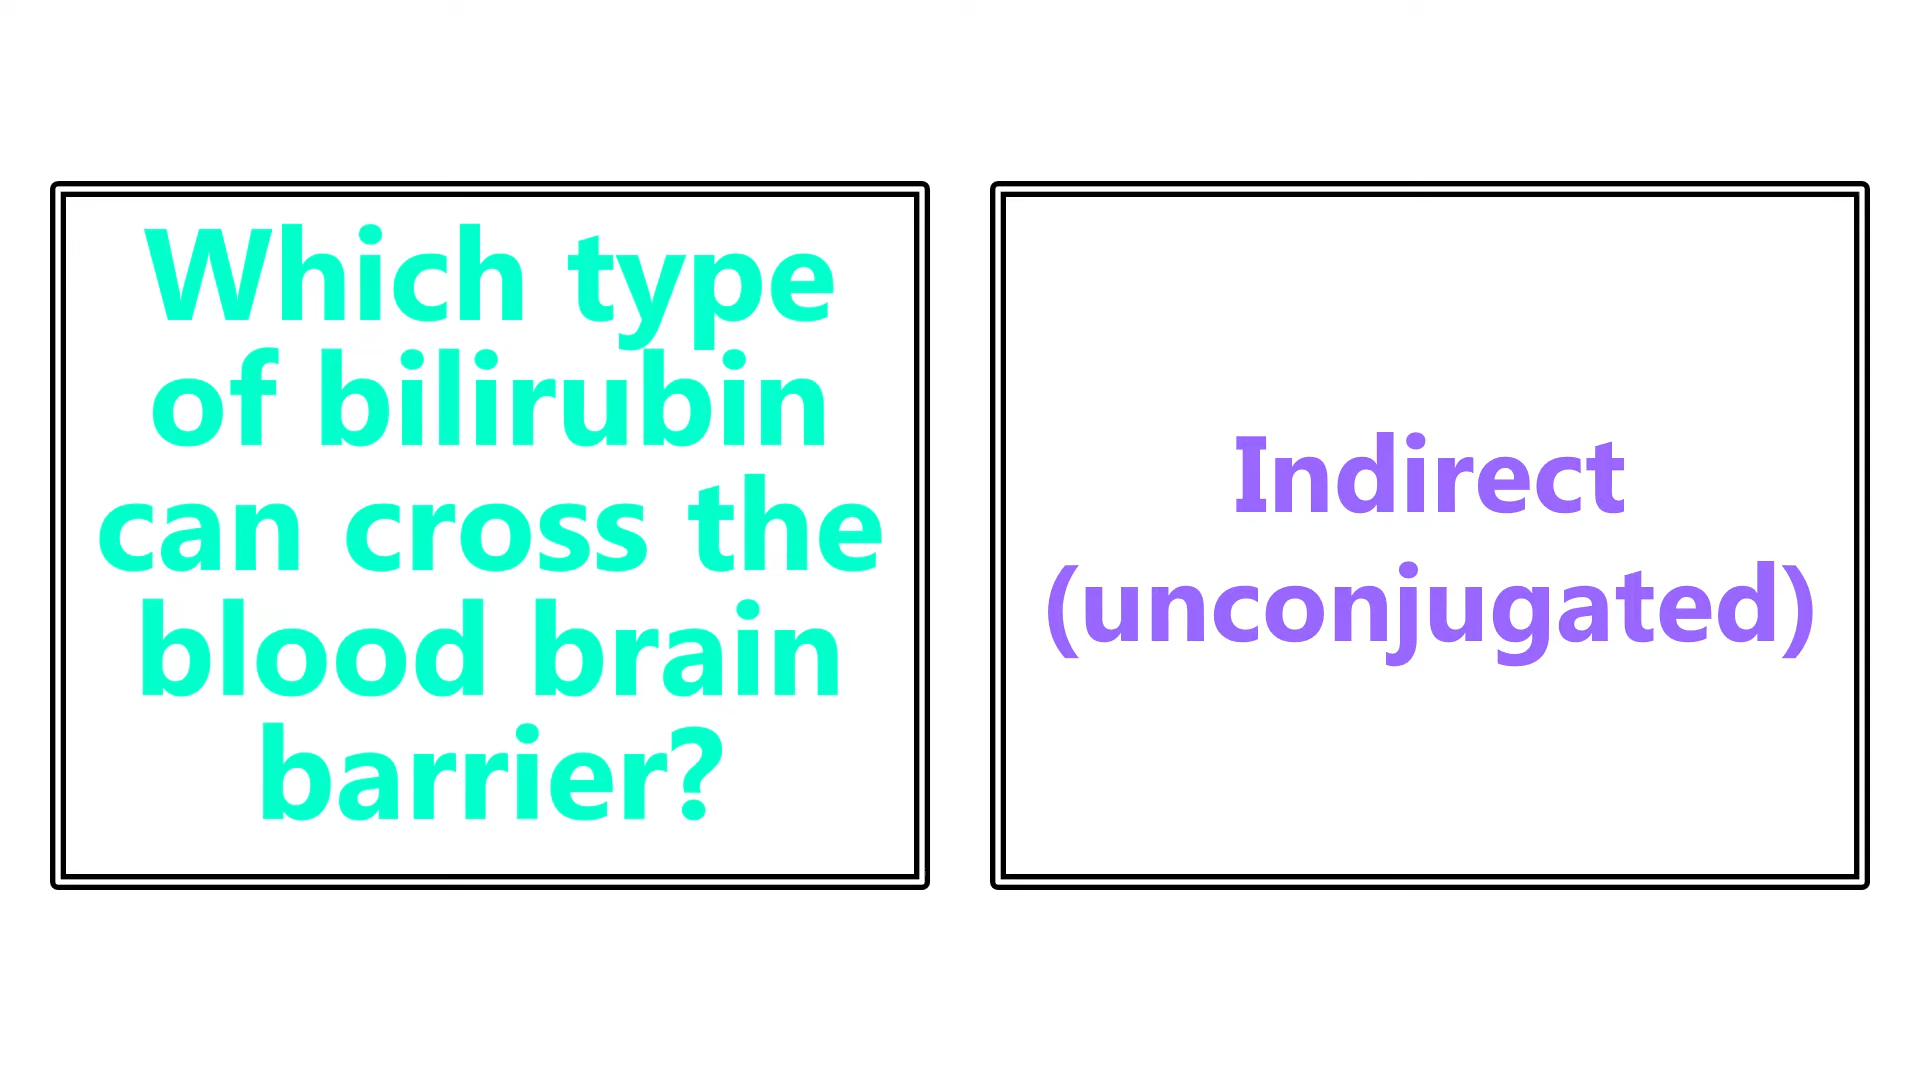 Which type
of bilirubin
can cross the
blood brain
barrier?
Indirect
(unconjugated)